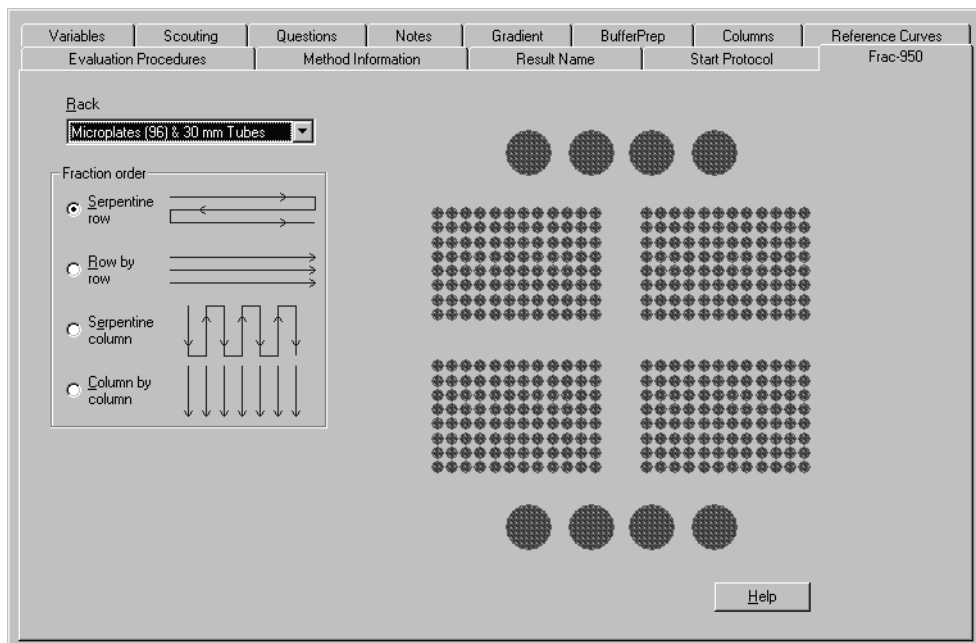 Variables Scouting Questions Notes Gradient BufferPrep Columns Reference Curves
Evaluation Procedures Method Information Result Name Start Protocol Frac-950
Rack
Microplates (96) & 30 mm Tubes
Fraction order
Serpentine
row
Row by
row
Serpentine
column
Column by
column
Help